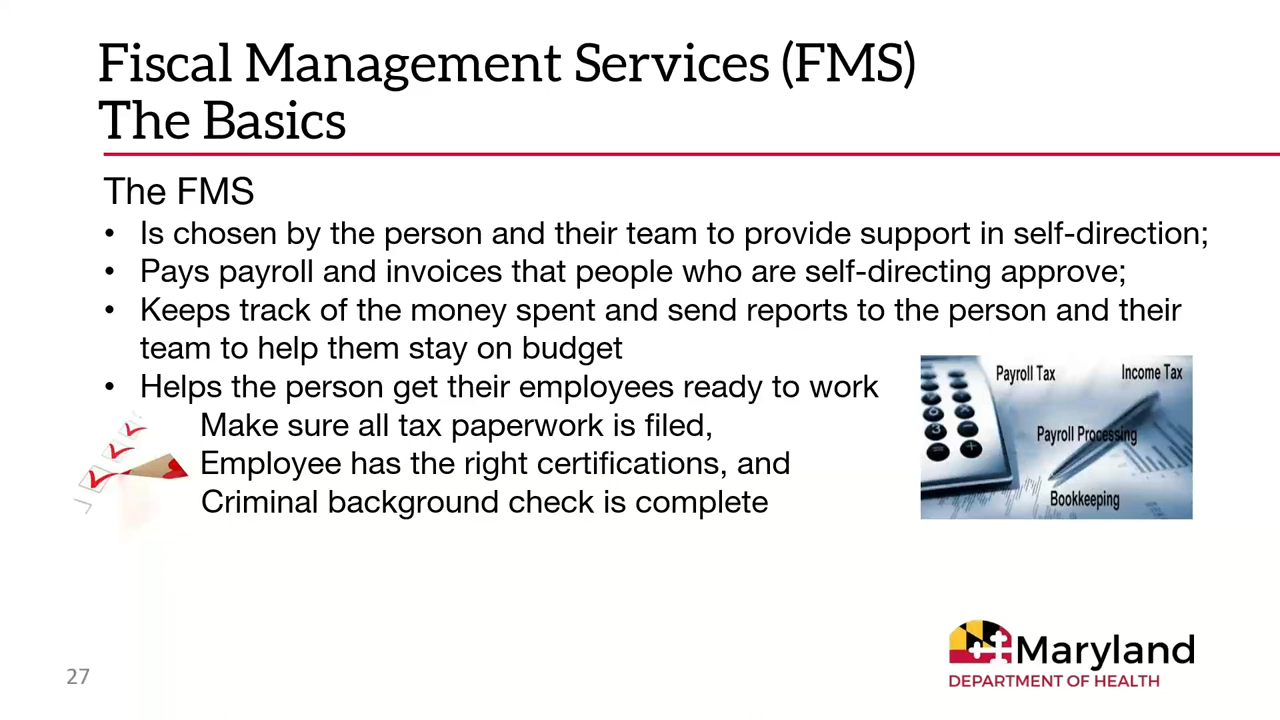 Fiscal Management Services (FMS)
The Basics
The FMS
• Is chosen by the person and their team to provide support in self-direction;
• Pays payroll and invoices that people who are self-directing approve;
• Keeps track of the money spent and send reports to the person and their
team to help them stay on budget
• Helps the person get their employees ready to work
Make sure all tax paperwork is filed,
Employee has the right certifications, and
Criminal background check is complete
Payroll Tax
Income Tax
Payroll Processing
Bookkeeping
27
Maryland
DEPARTMENT OF HEALTH